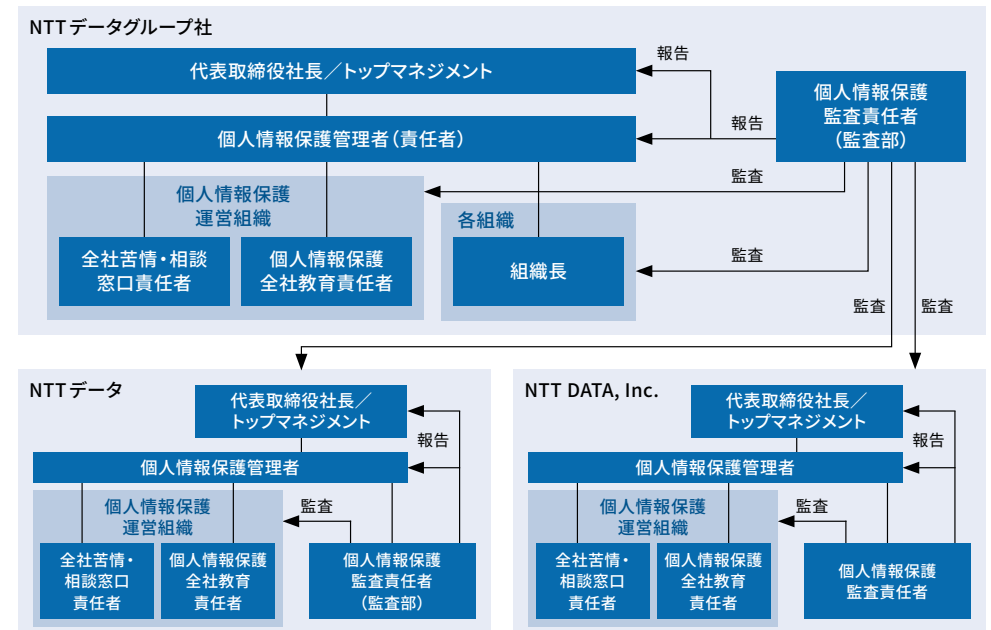 NTTデータグループ社
代表取締役社長／トップマネジメント
報告
個人情報保護
監査責任者
（監査部）
個人情報保護管理者（責任者）
報告
監査
個人情報保護
運営組織
各組織
全社苦情・相談
窓口責任者
個人情報保護
全社教育責任者
組織長
監査
監査
監査
NTTデータ
代表取締役社長／
トップマネジメント
報告
個人情報保護管理者
個人情報保護
運営組織
監査
全社苦情・
相談窓口
責任者
個人情報保護
全社教育
責任者
個人情報保護
監査責任者
（監査部）
NTT DATA, Inc.
代表取締役社長／
トップマネジメント
報告
個人情報保護管理者
個人情報保護
運営組織
監査
全社苦情・
相談窓口
責任者
個人情報保護
全社教育
責任者
個人情報保護
監査責任者